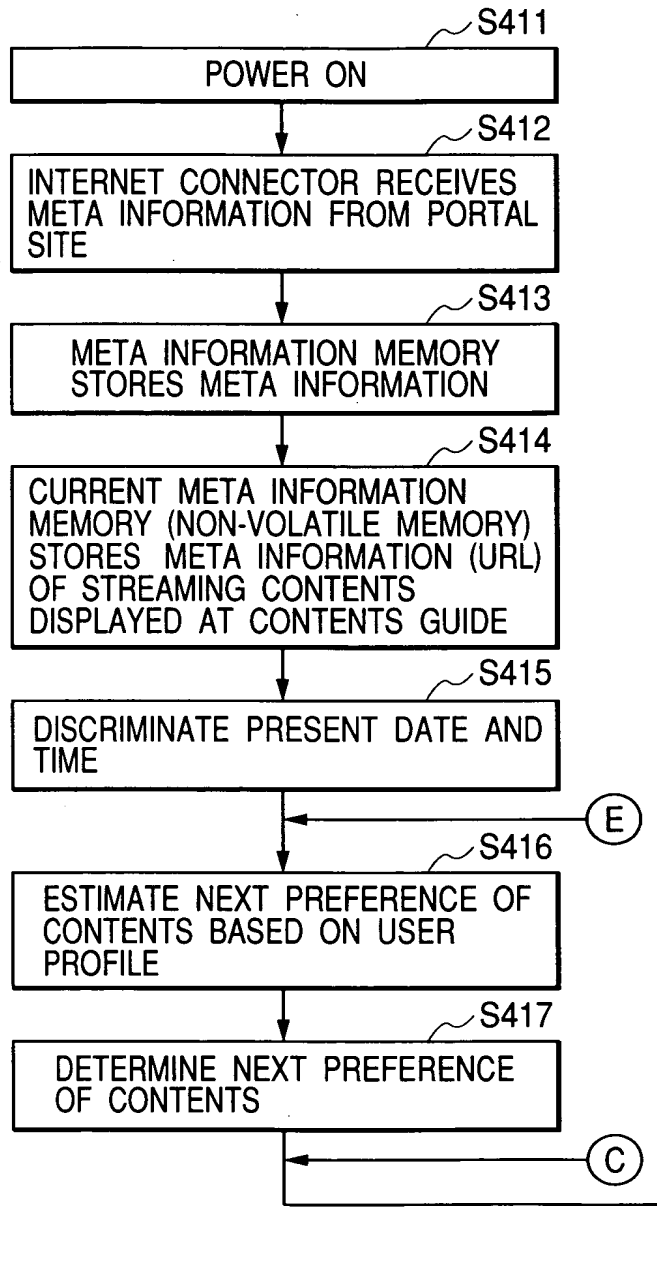 S411
POWER ON
S412
INTERNET CONNECTOR RECEIVES
META INFORMATION FROM PORTAL
SITE
S413
META INFORMATION MEMORY
STORES META INFORMATION
S414
CURRENT META INFORMATION
MEMORY (NON-VOLATILE MEMORY)
STORES META INFORMATION (URL)
OF STREAMING CONTENTS
DISPLAYED AT CONTENTS GUIDE
S415
DISCRIMINATE PRESENT DATE AND
TIME
E
S416
ESTIMATE NEXT PREFERENCE OF
CONTENTS BASED ON USER
PROFILE
S417
DETERMINE NEXT PREFERENCE
OF CONTENTS
C